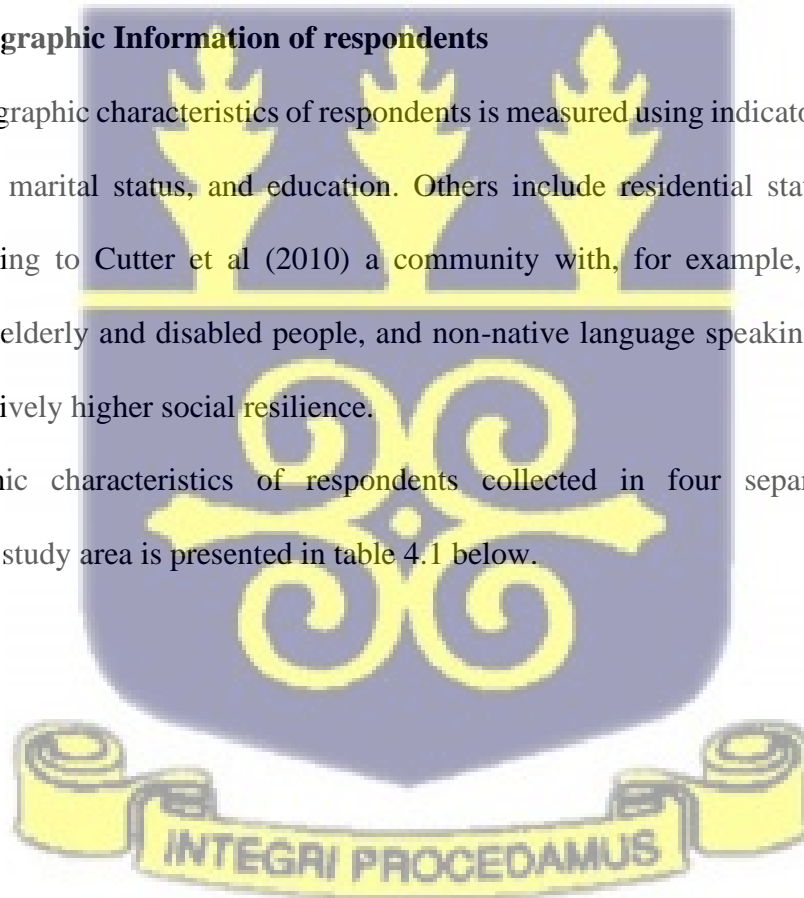 graphic Information of respondents
graphic characteristics of respondents is measured using indicato
marital status, and education. Others include residential stat
ing to Cutter et al (2010) a community with, for example,
elderly and disabled people, and non-native language speakin
ively higher social resilience.
ic characteristics of respondents collected in four separ
study area is presented in table 4.1 below.
INTEGRI PROCEDAMUS